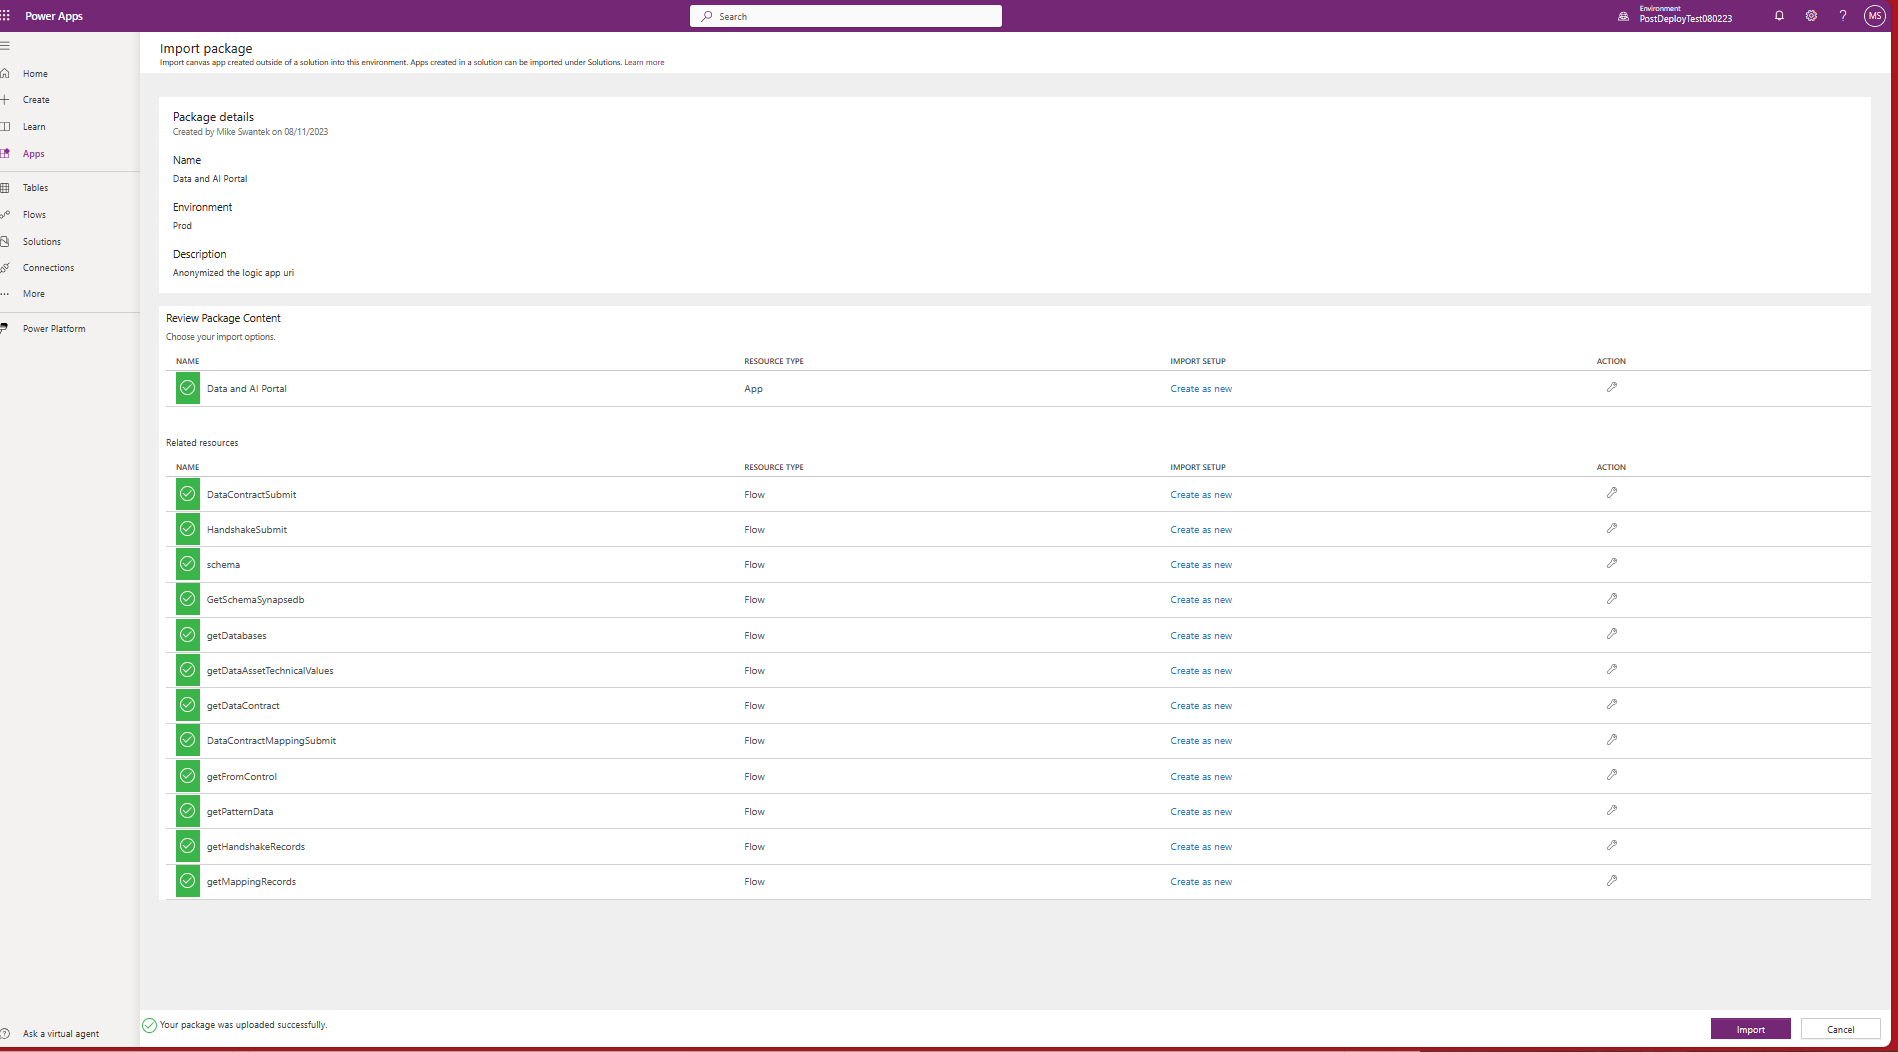 Power Apps
Search
Environment
PostDeployTest080223
?
MS
Home
Create
Learn
Apps
Tables
Flows
Solutions
Connections
More
Power Platform
Ask a virtual agent
Import package
Import canvas app created outside of a solution into this environment. Apps created in a solution can be imported under Solutions. Learn more
Package details
Created by Mike Swantek on 08/11/2023
Name
Data and AI Portal
Environment
Prod
Description
Anonymized the logic app uri
Review Package Content
Choose your import options.
NAME RESOURCE TYPE IMPORT SETUP ACTION
Data and AI Portal App Create as new
Related resources
NAME RESOURCE TYPE IMPORT SETUP ACTION
DataContractSubmit Flow Create as new
HandshakeSubmit Flow Create as new
schema Flow Create as new
GetSchemaSynapsedb Flow Create as new
getDatabases Flow Create as new
getDataAssetTechnicalValues Flow Create as new
getDataContract Flow Create as new
DataContractMappingSubmit Flow Create as new
getFromControl Flow Create as new
getPatternData Flow Create as new
getHandshakeRecords Flow Create as new
getMappingRecords Flow Create as new
Your package was uploaded successfully.
Import
Cancel